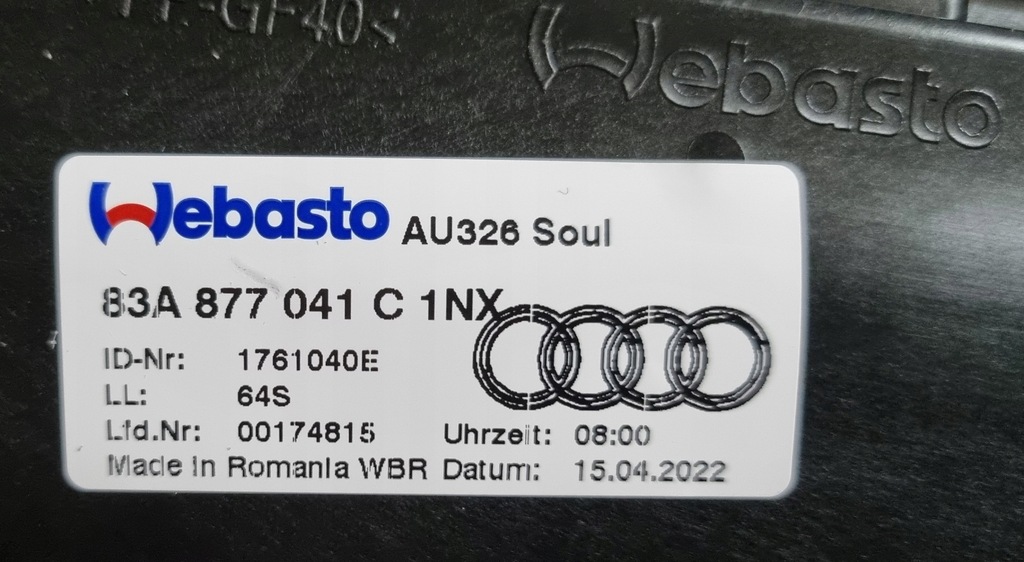 -GF40<
Webasto
Webasto AU326 Soul
83A 877 041 C 1NX
ID-Nr: 1761040E
LL: 64S
Lfd.Nr: 00174815 Uhrzeit: 08:00
Made in Romania WBR Datum: 15.04.2022